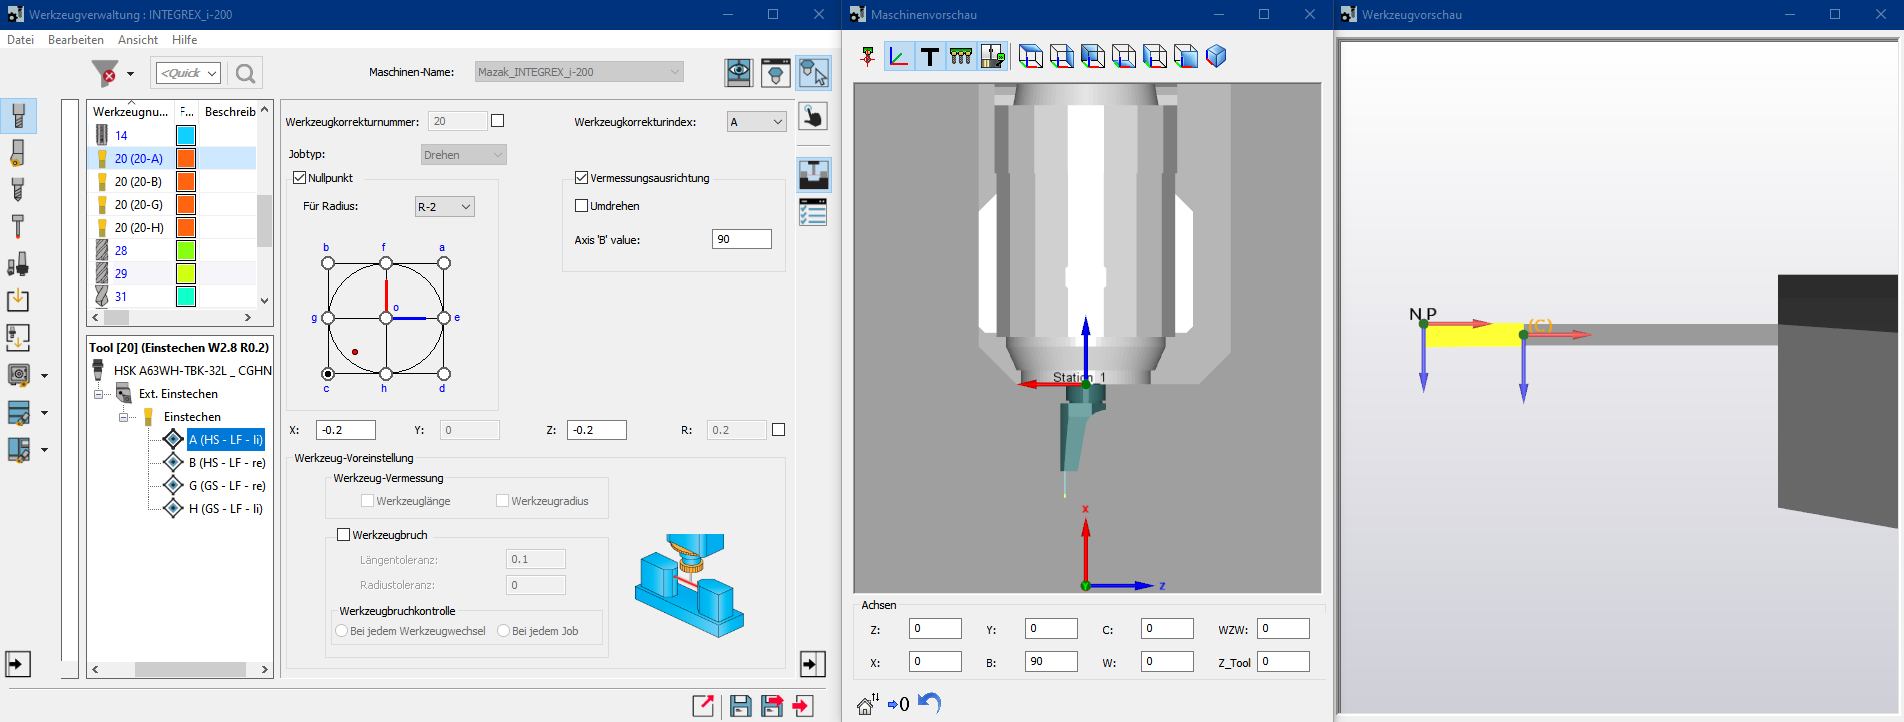 Werkzeugverwaltung : INTEGREX_i-200
Datei Bearbeiten Ansicht Hilfe
<Quick
Maschinen-Name: Mazak_INTEGREX_i-200
Werkzeugnu... F... Beschreib
14
20 (20-A)
20 (20-B)
20 (20-G)
20 (20-H)
28
29
31
Tool [20] (Einstechen W2.8 R0.2)
HSK A63WH-TBK-32L _ CGHN
Ext. Einstechen
Einstechen
A (HS - LF - li)
B (HS - LF - re)
G (GS - LF - re)
H (GS - LF - li)
Werkzeugkorrekturnummer: 20
Werkzeugkorrekturindex: A
Jobtyp: Drehen
Nullpunkt
Für Radius: R-2
b f a
g o e
c h d
Vermessungsausrichtung
Umdrehen
Axis 'B' value: 90
X: -0.2 Y: 0 Z: -0.2 R: 0.2
Werkzeug-Voreinstellung
Werkzeug-Vermessung
Werkzeuglänge Werkzeugradius
Werkzeugbruch
Längentoleranz: 0.1
Radiustoleranz: 0
Werkzeugbruchkontrolle
Bei jedem Werkzeugwechsel Bei jedem Job
Maschinenvorschau
Station_1
X
Y Z
Achsen
Z: 0 Y: 0 C: 0 WZW: 0
X: 0 B: 90 W: 0 Z_Tool 0
0
Werkzeugvorschau
N P
(C)